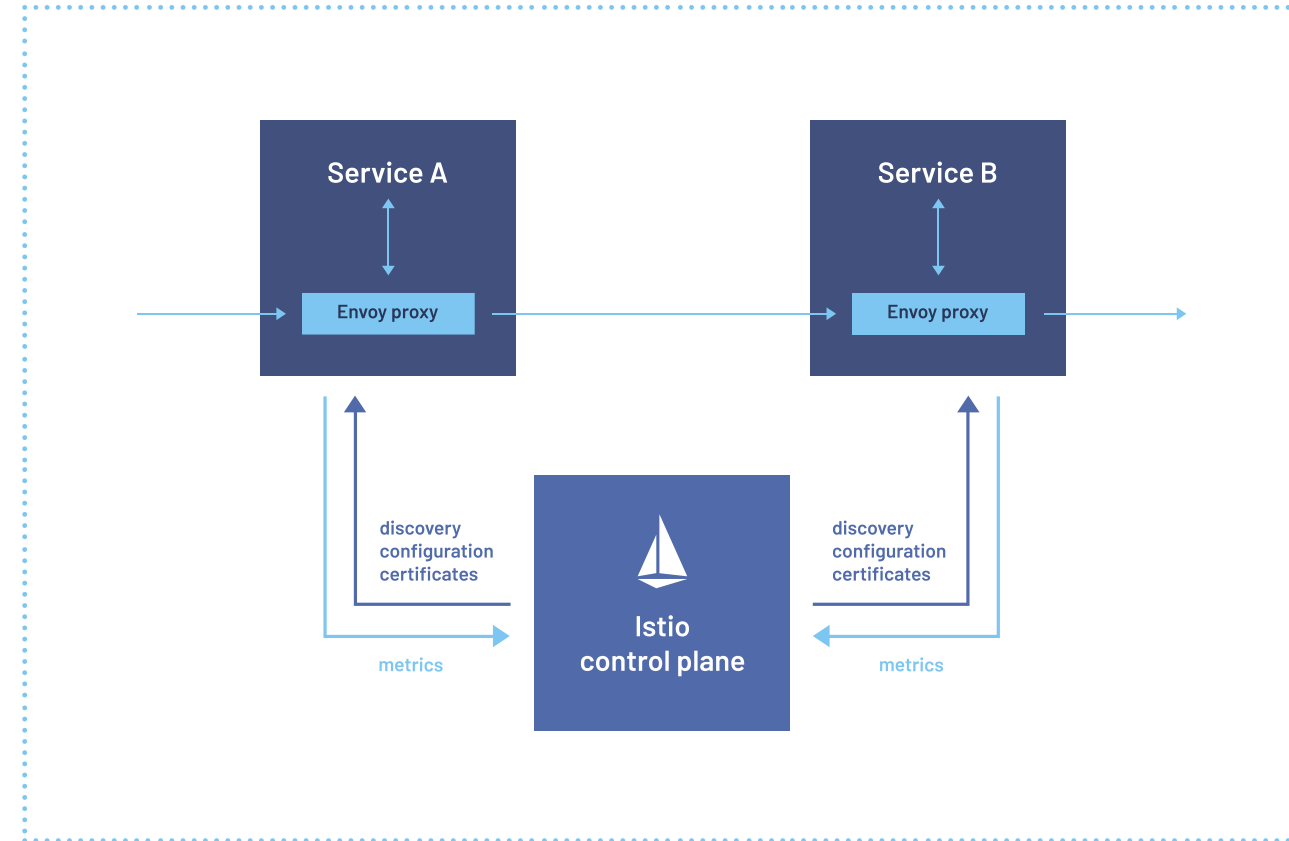 Service A
Service B
Envoy proxy
Envoy proxy
discovery
configuration
certificates
metrics
Istio
control plane
discovery
configuration
certificates
metrics